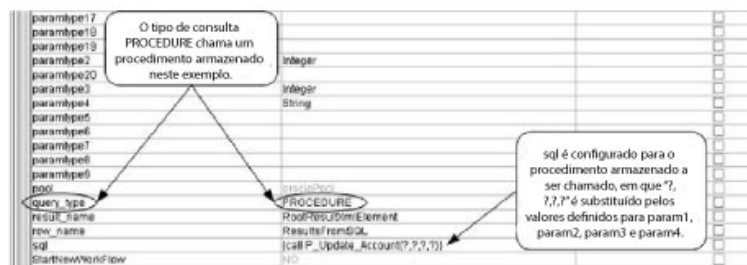 paramtype17
paramtype18
paramtype19
paramtype2 Integer
paramtype20
paramtype3 Integer
paramtype4 String
paramtype5
paramtype6
paramtype7
paramtype8
paramtype9
pool
query_type PROCEDURE
result_name RootResultXmlElement
row_name ResultsFromSQL
sql {call P_Update_Account(?,?,?,?)}
StartNewWorkFlow NO
O tipo de consulta
PROCEDURE chama um
procedimento armazenado
neste exemplo.
sql é configurado para o
procedimento armazenado a
ser chamado, em que "?,
?,?,?" é substituído pelos
valores definidos para param1,
param2, param3 e param4.